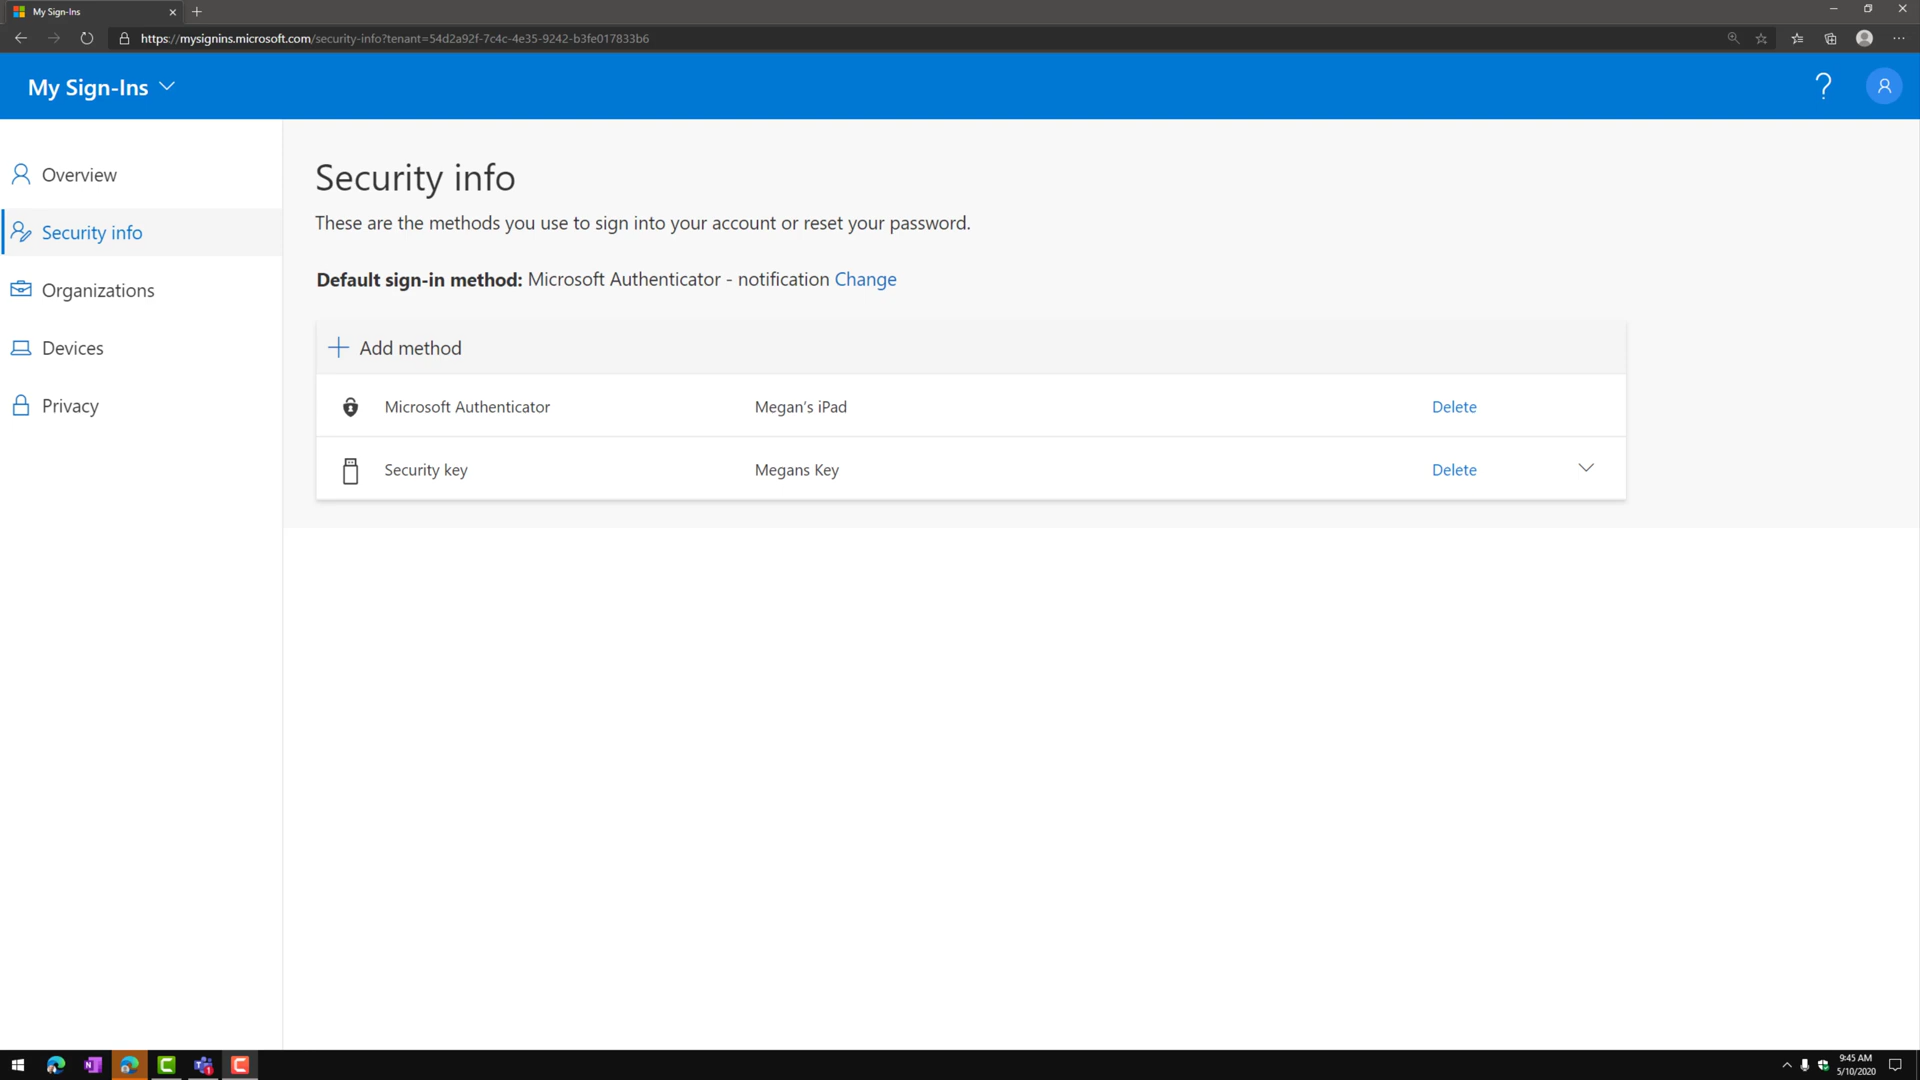 My Sign-Ins
https://mysignins.microsoft.com/security-info?tenant=54d2a92f-7c4c-4e35-9242-b3fe017833b6
My Sign-Ins
Overview
Security info
Organizations
Devices
Privacy
Security info
These are the methods you use to sign into your account or reset your password.
Default sign-in method: Microsoft Authenticator - notification Change
Add method
Microsoft Authenticator Megan's iPad Delete
Security key Megans Key Delete
9:45 AM
5/10/2020